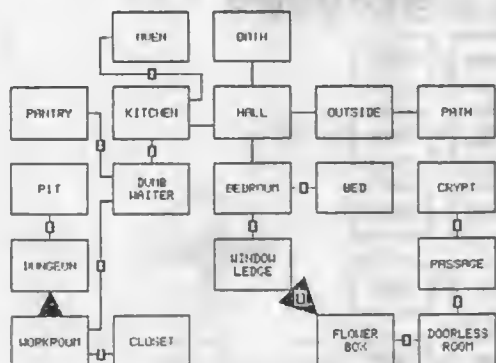 OVEN
BATH
PANTRY
KITCHEN
HALL
OUTSIDE
PATH
PIT
DUMB
WAITER
BEDROOM
BED
CRYPT
DUNGEON
WINDOW
LEDGE
PASSAGE
WORKROOM
CLOSET
FLOWER
BOX
DOORLESS
ROOM